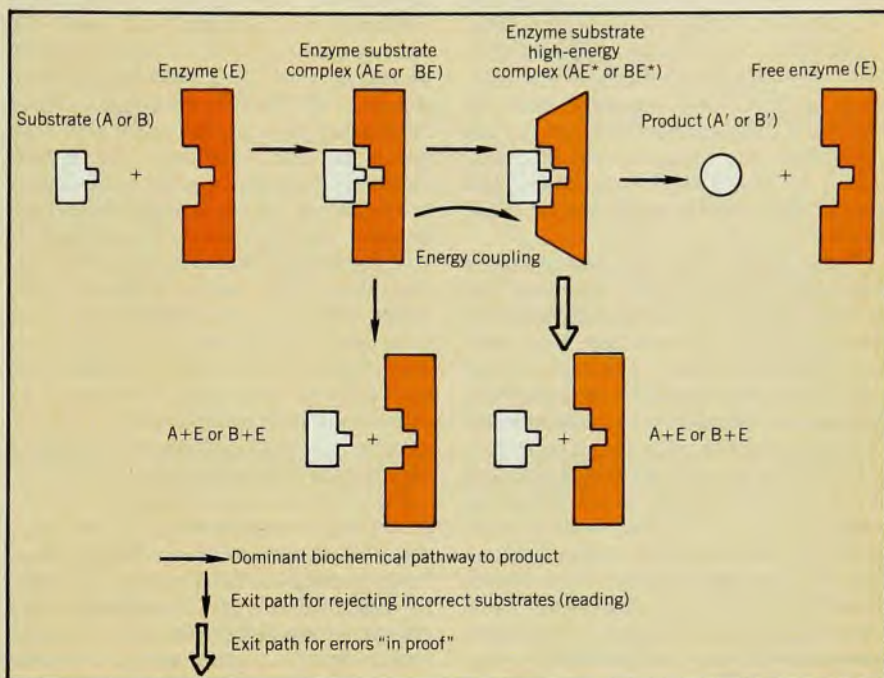 Substrate (A or B)
+
Enzyme (E)
Enzyme substrate
complex (AE or BE)
Enzyme substrate
high-energy
complex (AE* or BE*)
Product (A' or B')
+
Free enzyme (E)
Energy coupling
A+E or B+E
+
+
A+E or B+E
Dominant biochemical pathway to product
Exit path for rejecting incorrect substrates (reading)
Exit path for errors "in proof"